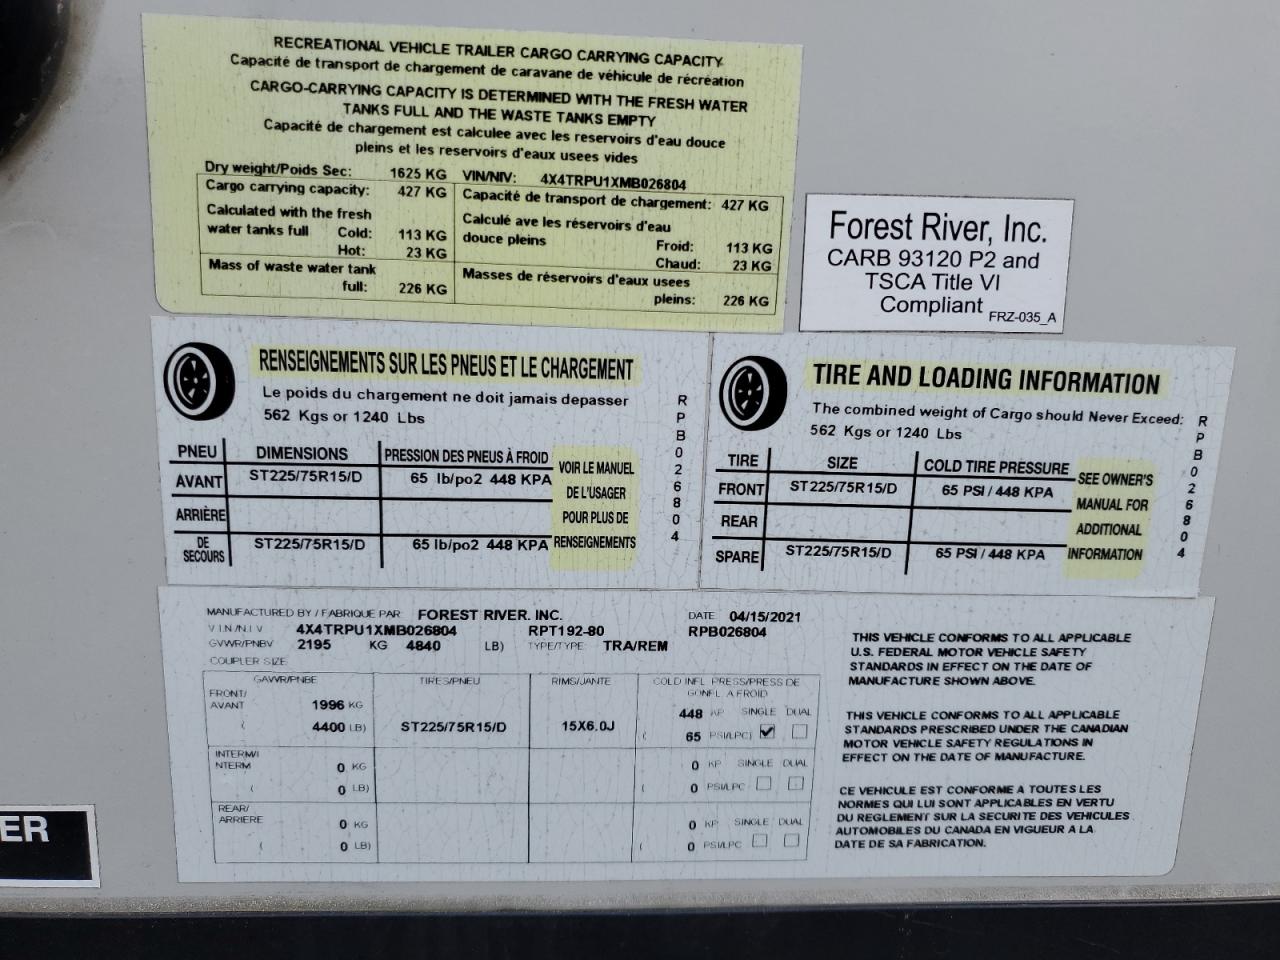 RECREATIONAL VEHICLE TRAILER CARGO CARRYING CAPACITY
Capacité de transport de chargement de caravane de véhicule de récréation
CARGO-CARRYING CAPACITY IS DETERMINED WITH THE FRESH WATER
TANKS FULL AND THE WASTE TANKS EMPTY
Capacité de chargement est calculee avec les reservoirs d'eau douce
pleins et les reservoirs d'eaux usees vides
Dry weight/Poids Sec: 1625 KG VIN/NIV: 4X4TRPU1XMB026804
Cargo carrying capacity: 427 KG
Calculated with the fresh
water tanks full Cold: 113 KG
Hot: 23 KG
Mass of waste water tank
full: 226 KG
Capacité de transport de chargement: 427 KG
Calculé ave les réservoirs d'eau
douce pleins
Froid: 113 KG
Chaud: 23 KG
Masses de réservoirs d'eaux usees
pleins: 226 KG
Forest River, Inc.
CARB 93120 P2 and
TSCA Title VI
Compliant FRZ-035_A
RENSEIGNEMENTS SUR LES PNEUS ET LE CHARGEMENT
Le poids du chargement ne doit jamais depasser
562 Kgs or 1240 Lbs
PNEU DIMENSIONS PRESSION DES PNEUS À FROID
AVANT ST225/75R15/D 65 lb/po2 448 KPA
ARRIÈRE
DE SECOURS ST225/75R15/D 65 lb/po2 448 KPA
VOIR LE MANUEL
DE L'USAGER
POUR PLUS DE
RENSEIGNEMENTS
RPB026804
TIRE AND LOADING INFORMATION
The combined weight of Cargo should Never Exceed:
562 Kgs or 1240 Lbs
TIRE SIZE COLD TIRE PRESSURE
FRONT ST225/75R15/D 65 PSI / 448 KPA
REAR
SPARE ST225/75R15/D 65 PSI / 448 KPA
SEE OWNER'S
MANUAL FOR
ADDITIONAL
INFORMATION
RPB026804
MANUFACTURED BY / FABRIQUE PAR FOREST RIVER. INC. DATE 04/15/2021
V.I.N./N.I.V 4X4TRPU1XMB026804 RPT192-80 RPB026804
GVWR/PNBV 2195 KG 4840 LB) TYPE/TYPE: TRA/REM
COUPLER SIZE
GAWR/PNBE TIRES/PNEU RIMS/JANTE COLD INFL PRESS/PRESS DE
GONFL A FROID
FRONT/
AVANT 1996 KG 448 KP SINGLE DUAL
( 4400 LB) ST225/75R15/D 15X6.0J ( 65 PSI/LPC)
INTERM/I
NTERM 0 KG 0 KP SINGLE DUAL
( 0 LB) ( 0 PSI/LPC
REAR/
ARRIERE 0 KG 0 KP SINGLE DUAL
( 0 LB) ( 0 PSI/LPC
THIS VEHICLE CONFORMS TO ALL APPLICABLE
U.S. FEDERAL MOTOR VEHICLE SAFETY
STANDARDS IN EFFECT ON THE DATE OF
MANUFACTURE SHOWN ABOVE.
THIS VEHICLE CONFORMS TO ALL APPLICABLE
STANDARDS PRESCRIBED UNDER THE CANADIAN
MOTOR VEHICLE SAFETY REGULATIONS IN
EFFECT ON THE DATE OF MANUFACTURE.
CE VEHICULE EST CONFORME A TOUTES LES
NORMES QUI LUI SONT APPLICABLES EN VERTU
DU REGLEMENT SUR LA SECURITE DES VEHICULES
AUTOMOBILES DU CANADA EN VIGUEUR A LA
DATE DE SA FABRICATION.
ER